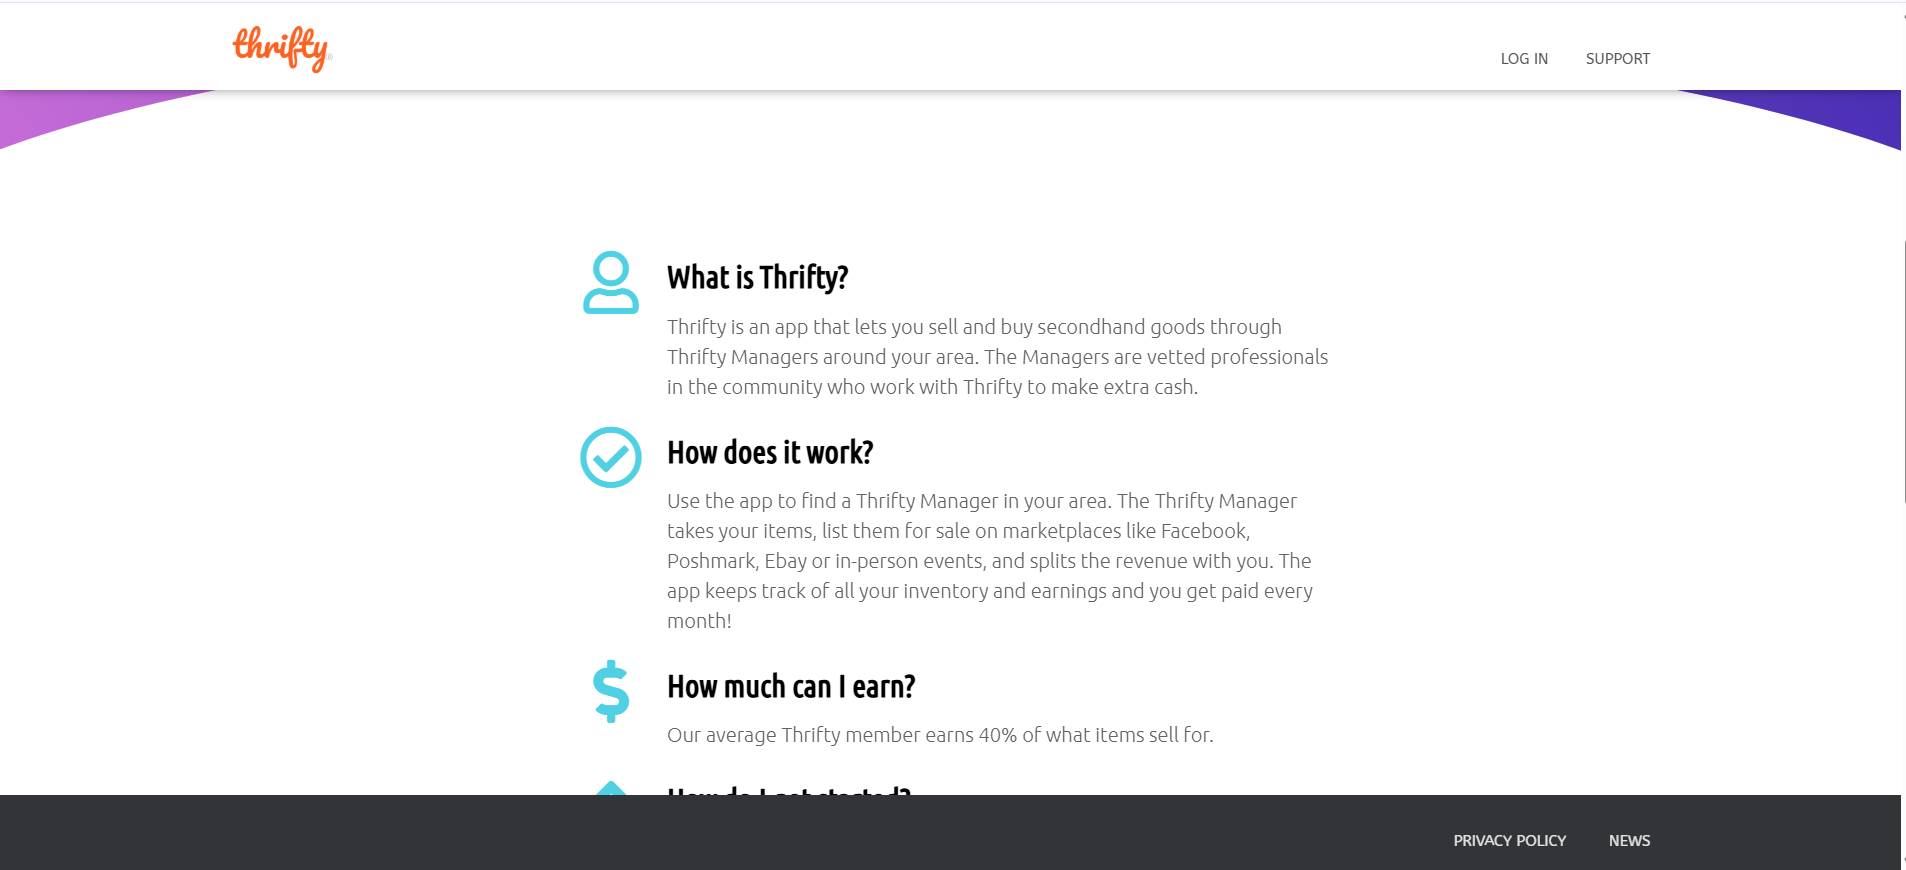 thrifty®
LOG IN
SUPPORT
What is Thrifty?
Thrifty is an app that lets you sell and buy secondhand goods through
Thrifty Managers around your area. The Managers are vetted professionals
in the community who work with Thrifty to make extra cash.
How does it work?
Use the app to find a Thrifty Manager in your area. The Thrifty Manager
takes your items, list them for sale on marketplaces like Facebook,
Poshmark, Ebay or in-person events, and splits the revenue with you. The
app keeps track of all your inventory and earnings and you get paid every
month!
How much can I earn?
Our average Thrifty member earns 40% of what items sell for.
How do I get started?
PRIVACY POLICY
NEWS